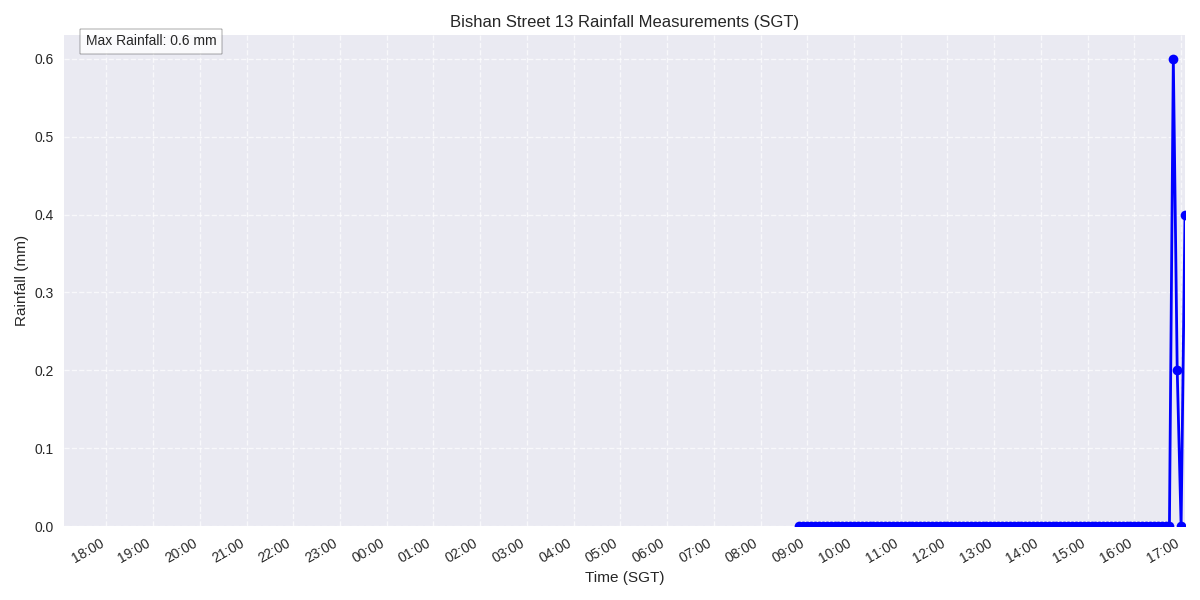 Bishan Street 13 Rainfall Measurements (SGT)
Max Rainfall: 0.6 mm
0.6
0.5
0.4
0.3
0.2
0.1
0.0
Rainfall (mm)
18:00 19:00 20:00 21:00 22:00 23:00 00:00 01:00 02:00 03:00 04:00 05:00 06:00 07:00 08:00 09:00 10:00 11:00 12:00 13:00 14:00 15:00 16:00 17:00
Time (SGT)